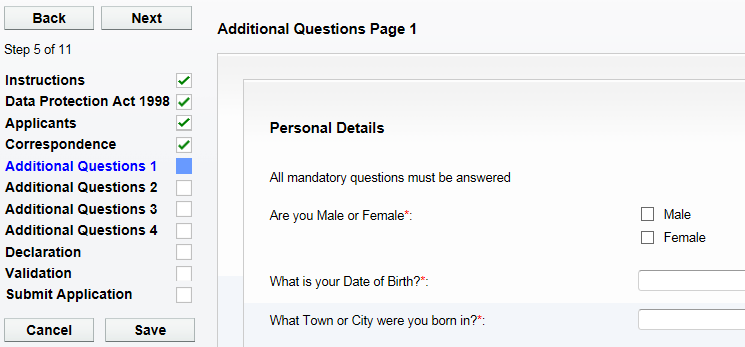 Back
Next
Step 5 of 11
Instructions
Data Protection Act 1998
Applicants
Correspondence
Additional Questions 1
Additional Questions 2
Additional Questions 3
Additional Questions 4
Declaration
Validation
Submit Application
Cancel
Save
Additional Questions Page 1
Personal Details
All mandatory questions must be answered
Are you Male or Female*:
Male
Female
What is your Date of Birth?*:
What Town or City were you born in?*: